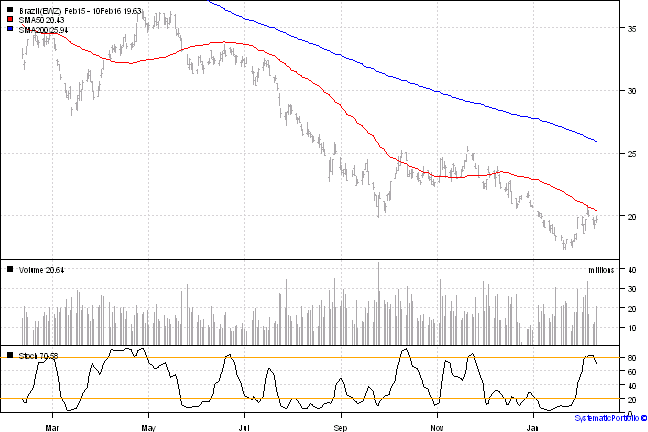 Brazil(EWZ) Feb15 - 10Feb16 19.63
SMA50 20.43
SMA200 25.94
35
30
25
20
Volume 20.64
millions
40
30
20
10
Stoch 70.58
80
60
40
20
0
Mar May Jul Sep Nov Jan
SystematicPortfolio ©